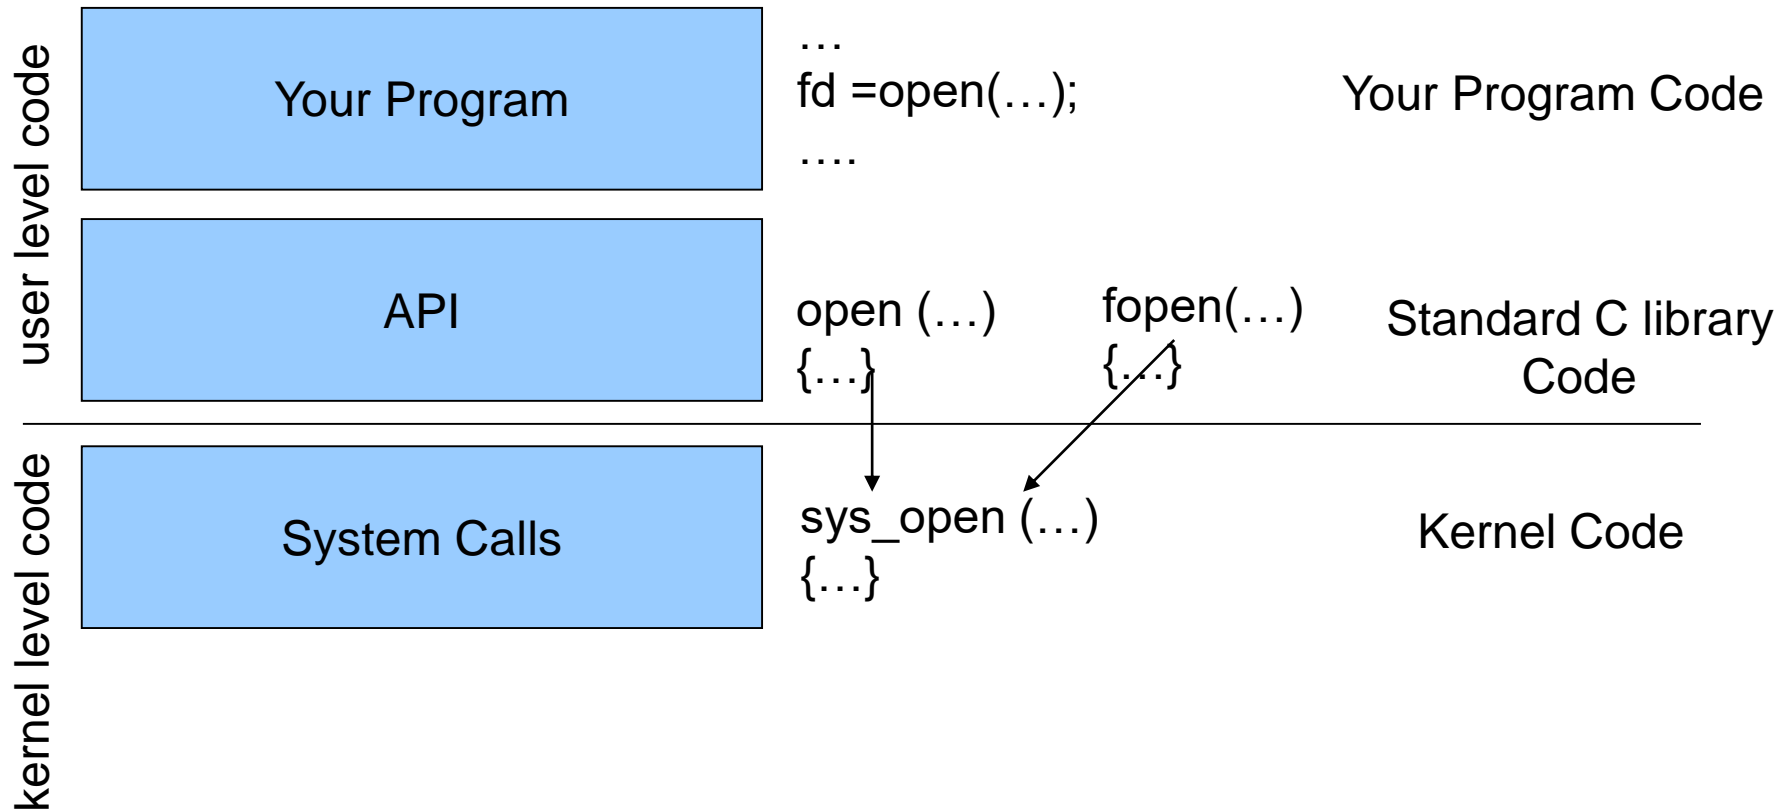 user level code
Your Program
…
fd =open(…);
….
Your Program Code
API
open (…)
{…}
fopen(…)
{…}
Standard C library
Code
kernel level code
System Calls
sys_open (…)
{…}
Kernel Code